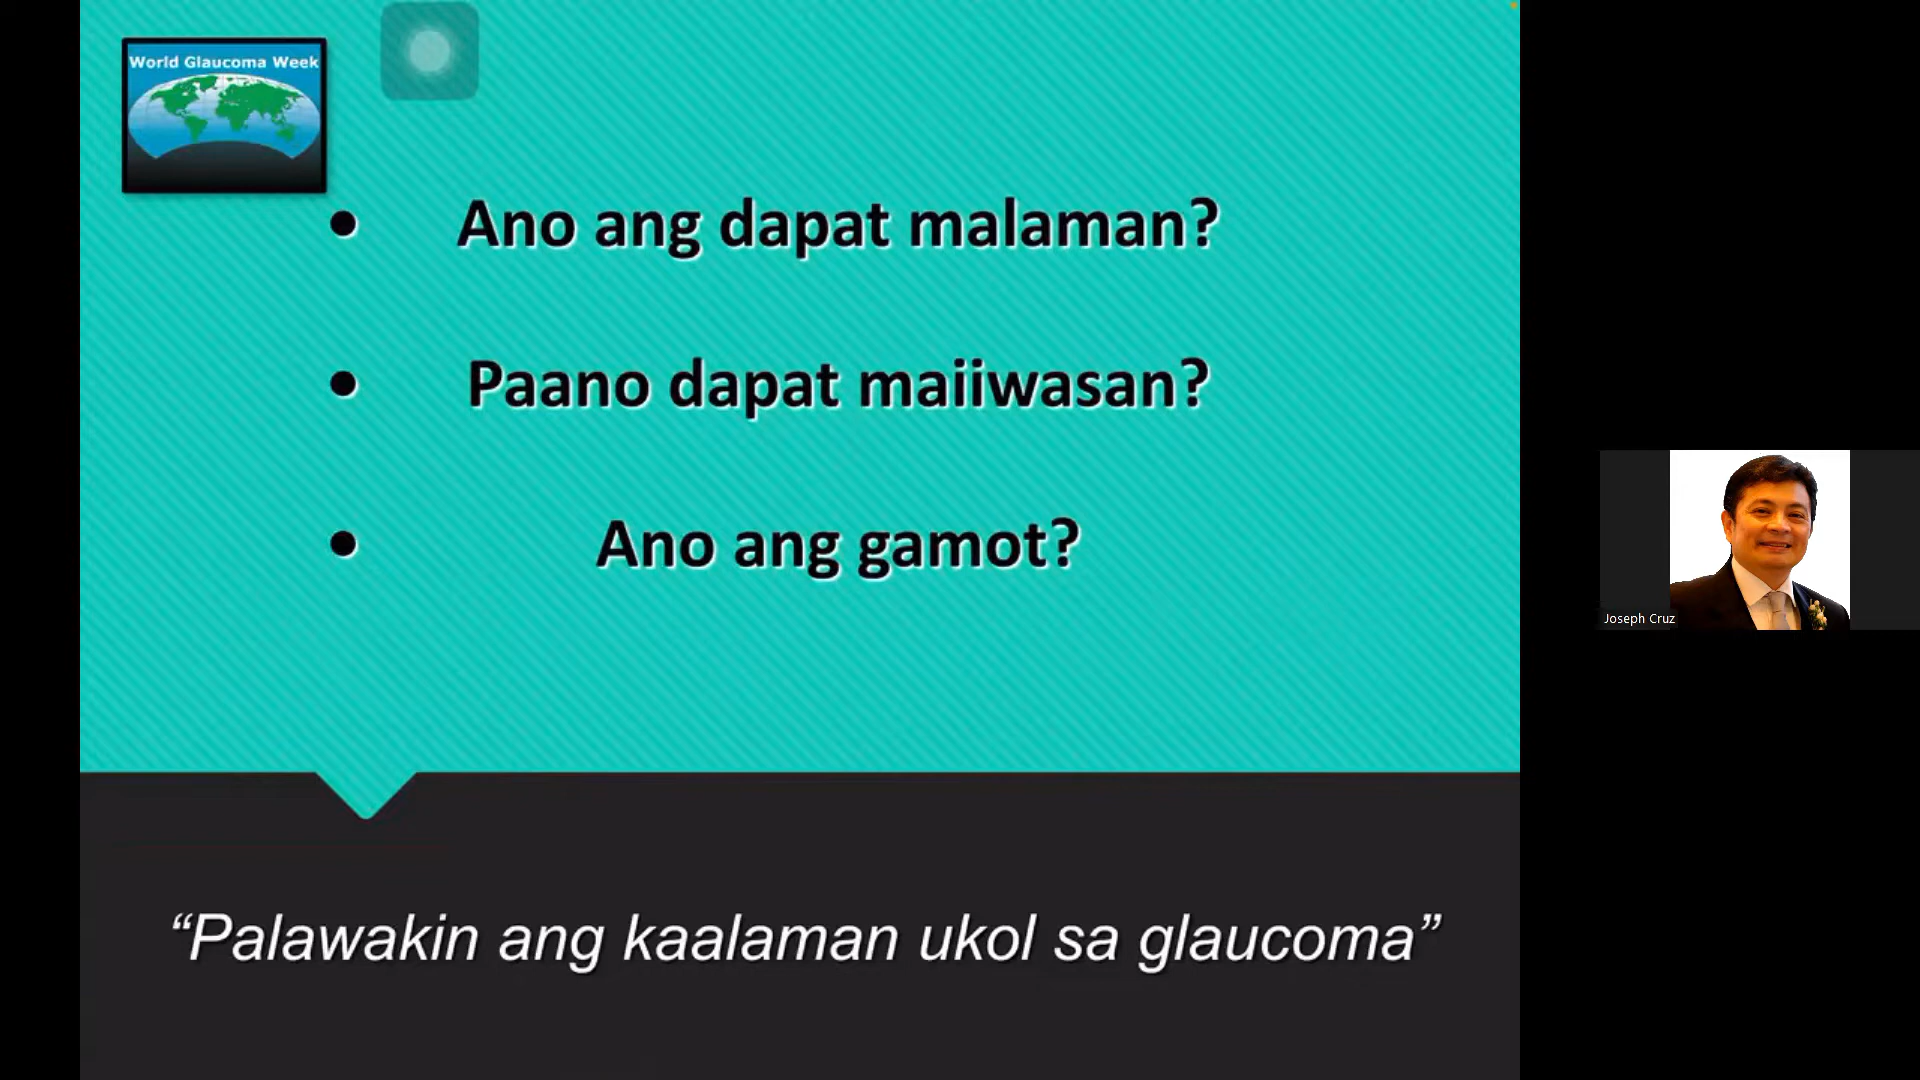 World Glaucoma Week
• Ano ang dapat malaman?
• Paano dapat maiiwasan?
• Ano ang gamot?
“Palawakin ang kaalaman ukol sa glaucoma”
Joseph Cruz